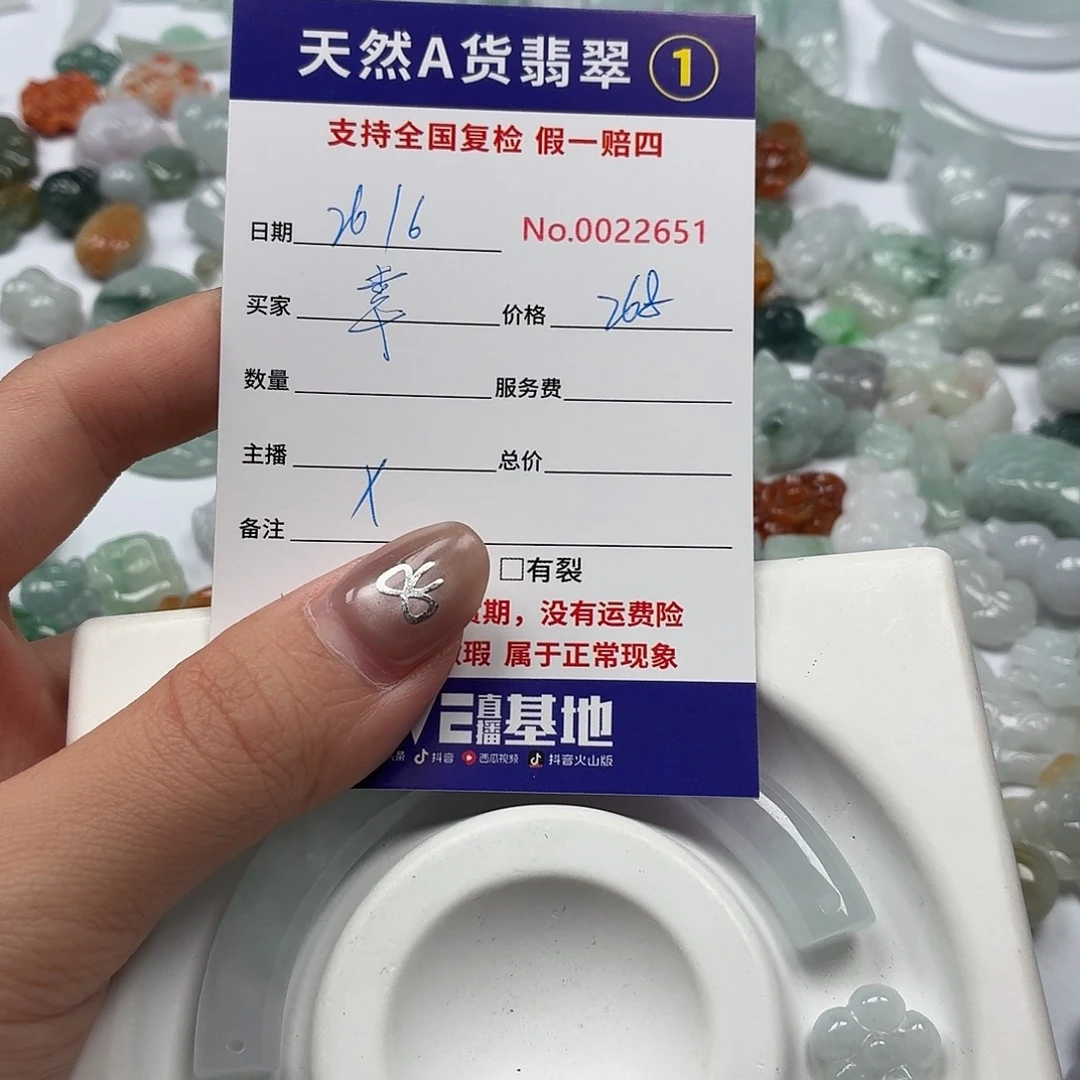 天然A货翡翠 1
支持全国复检 假一赔四
日期 26/6 No.0022651
买家 价格 268
数量 服务费
主播 总价
X
备注
□有裂
期，没有运费险
瑕 属于正常现象
直播基地
抖音 西瓜视频 抖音火山版